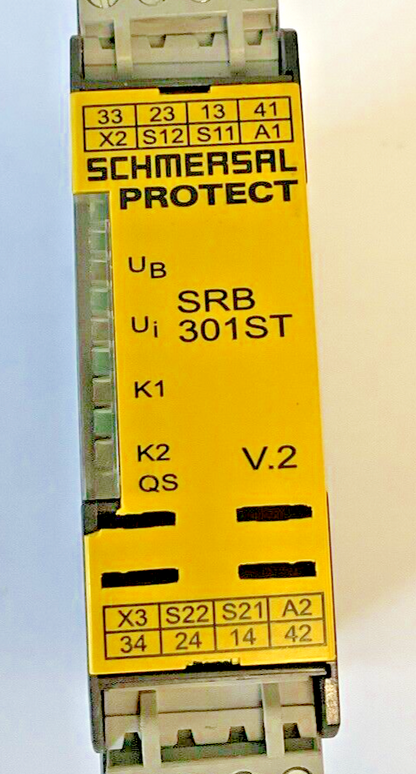 33 23 13 41
X2 S12 S11 A1
SCHMERSAL
PROTECT
UB
SRB
Ui 301ST
K1
K2 V.2
QS
X3 S22 S21 A2
34 24 14 42